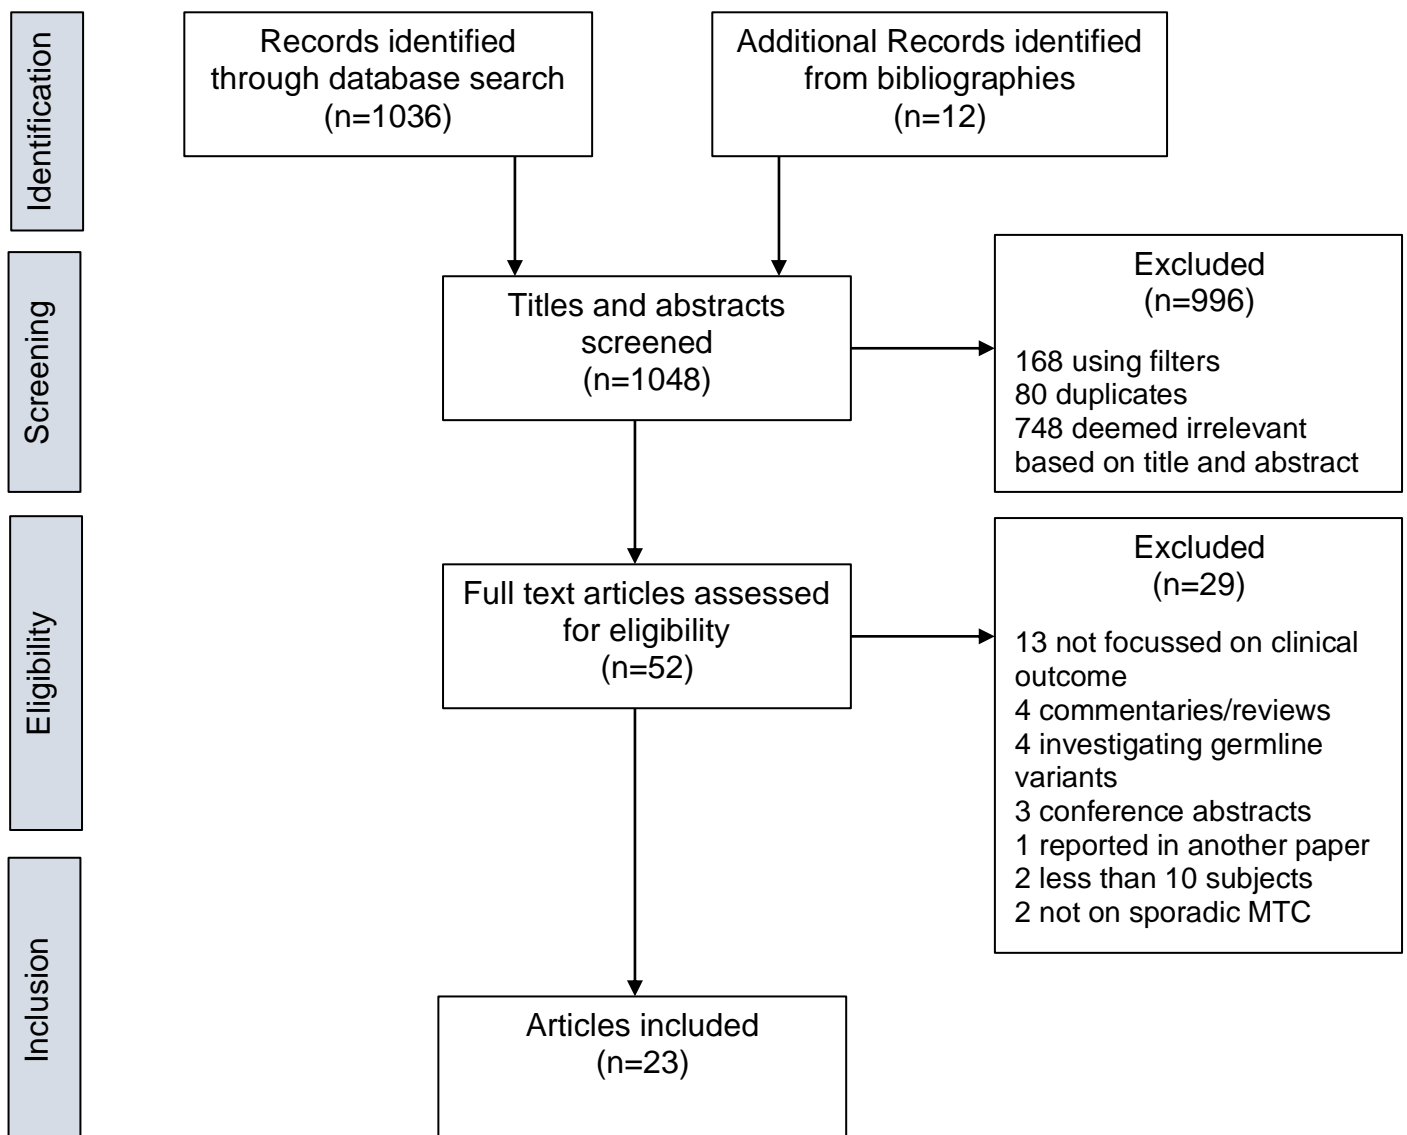 Identification
Records identified
through database search
(n=1036)
Additional Records identified
from bibliographies
(n=12)
Screening
Titles and abstracts
screened
(n=1048)
Excluded
(n=996)
168 using filters
80 duplicates
748 deemed irrelevant
based on title and abstract
Eligibility
Full text articles assessed
for eligibility
(n=52)
Excluded
(n=29)
13 not focussed on clinical
outcome
4 commentaries/reviews
4 investigating germline
variants
3 conference abstracts
1 reported in another paper
2 less than 10 subjects
2 not on sporadic MTC
Inclusion
Articles included
(n=23)